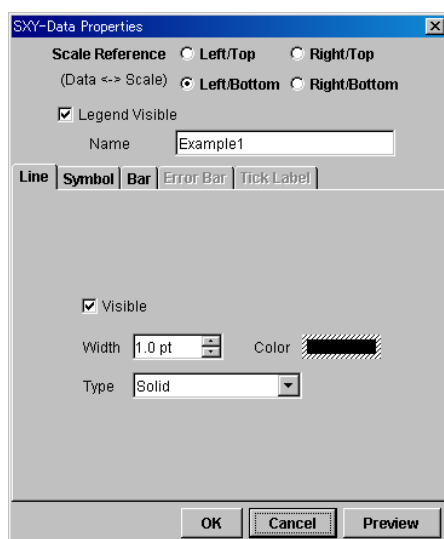 SXY-Data Properties
Scale Reference Left/Top Right/Top
(Data <-> Scale) Left/Bottom Right/Bottom
Legend Visible
Name Example1
Line Symbol Bar Error Bar Tick Label
Visible
Width 1.0 pt Color
Type Solid
OK Cancel Preview